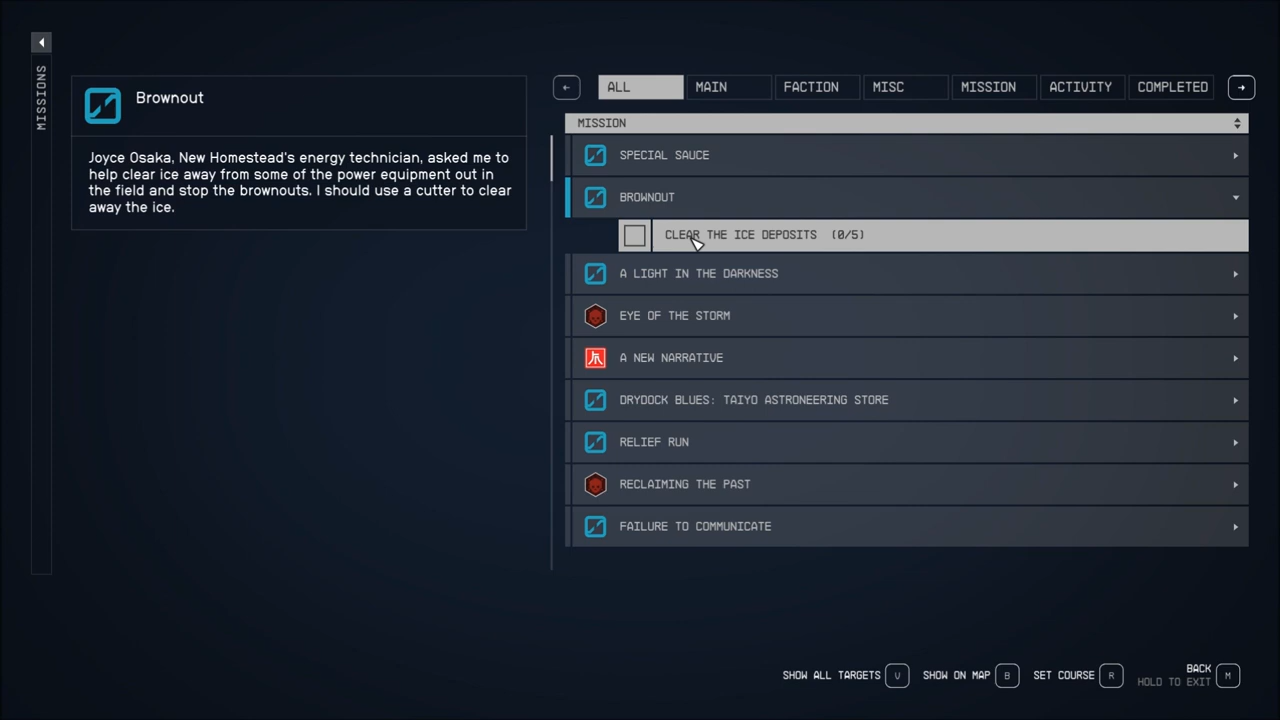 MISSIONS
Brownout
Joyce Osaka, New Homestead's energy technician, asked me to
help clear ice away from some of the power equipment out in
the field and stop the brownouts. I should use a cutter to clear
away the ice.
ALL MAIN FACTION MISC MISSION ACTIVITY COMPLETED
MISSION
SPECIAL SAUCE
BROWNOUT
CLEAR THE ICE DEPOSITS (0/5)
A LIGHT IN THE DARKNESS
EYE OF THE STORM
A NEW NARRATIVE
DRYDOCK BLUES: TAIYO ASTRONEERING STORE
RELIEF RUN
RECLAIMING THE PAST
FAILURE TO COMMUNICATE
SHOW ALL TARGETS V SHOW ON MAP B SET COURSE R BACK M
HOLD TO EXIT